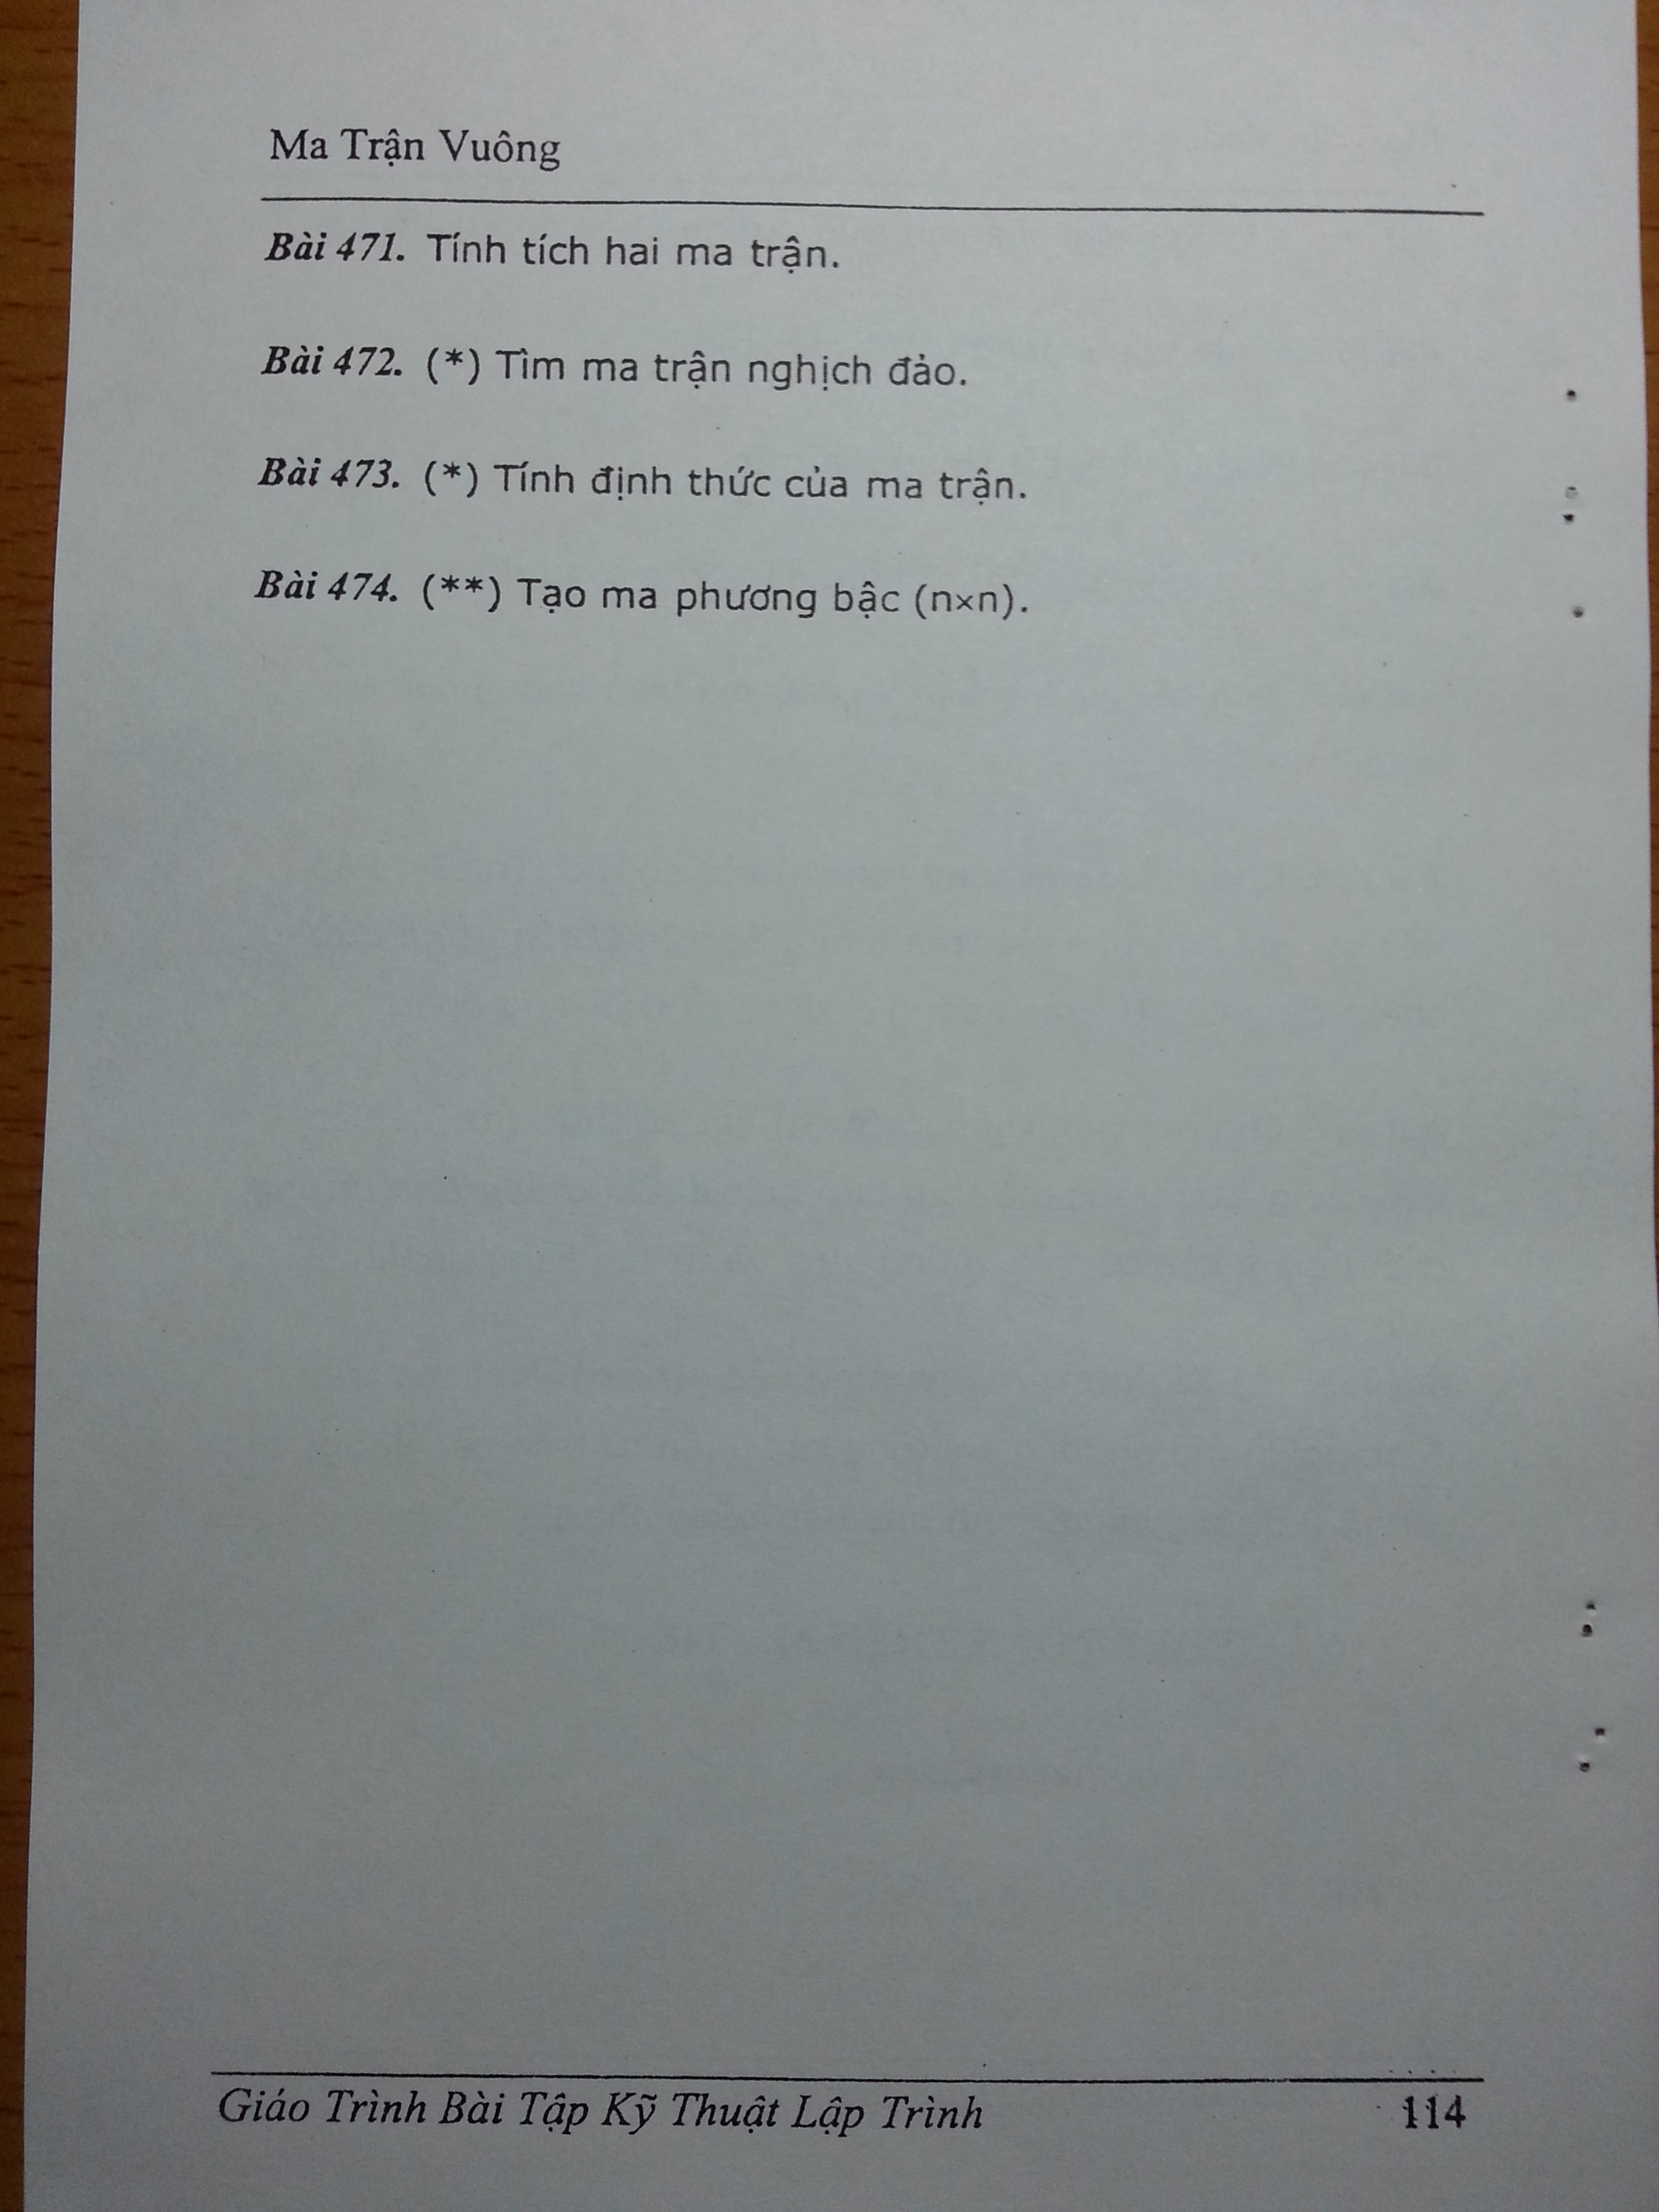 Ma Trận Vuông
Bài 471. Tính tích hai ma trận.
Bài 472. (*) Tìm ma trận nghịch đảo.
Bài 473. (*) Tính định thức của ma trận.
Bài 474. (**) Tạo ma phương bậc (n×n).
Giáo Trình Bài Tập Kỹ Thuật Lập Trình 114